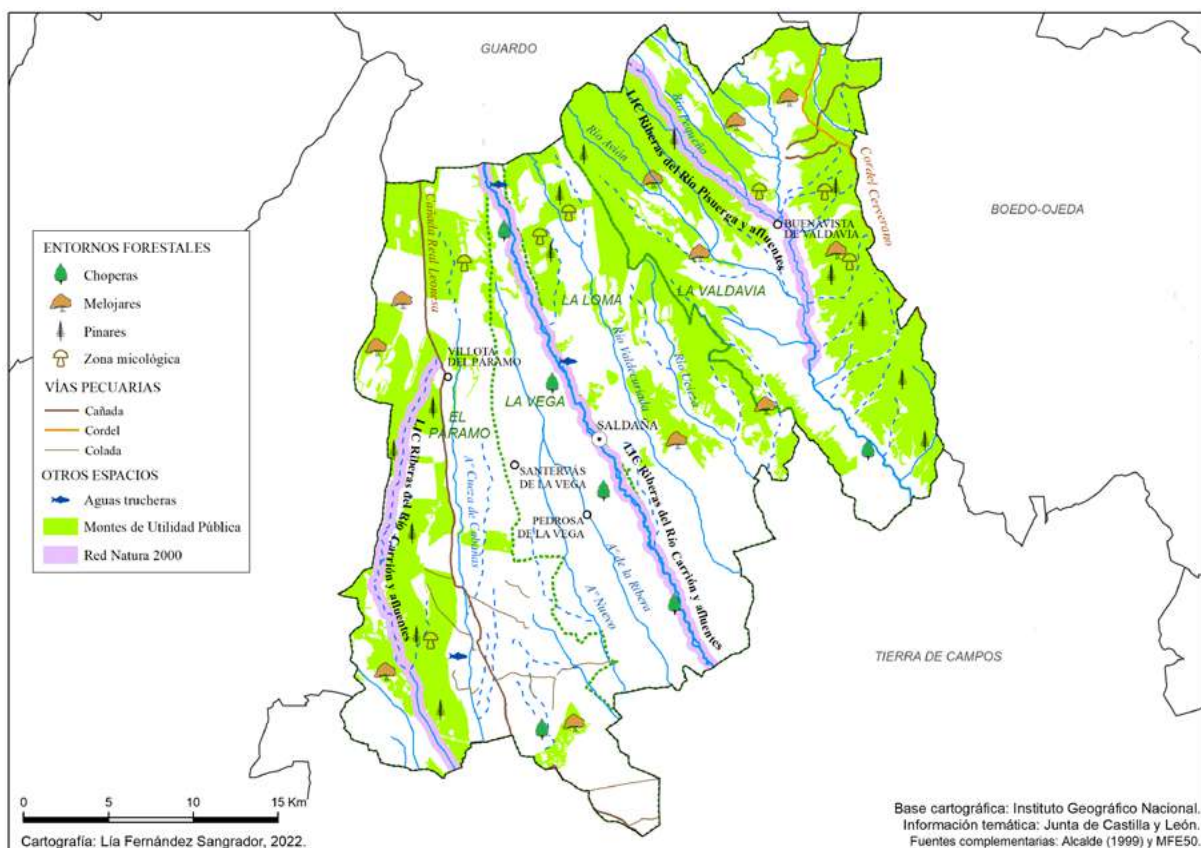 GUARDO
BOEDO-OJEDA
TIERRA DE CAMPOS
ENTORNOS FORESTALES
Choperas
Melojares
Pinares
Zona micológica
VÍAS PECUARIAS
Cañada
Cordel
Colada
OTROS ESPACIOS
Aguas trucheras
Montes de Utilidad Pública
Red Natura 2000
Río Pequeño
LIC Riberas del Río Pisuerga y afluentes
Río Avión
Cordel Cerverano
BUENAVISTA
DE VALDAVIA
LA VALDAVIA
LA LOMA
Cañada Real Leonesa
VILLOTA
DEL PÁRAMO
LA VEGA
EL
PÁRAMO
Río Valdecuriada
Río Ucieza
SALDAÑA
SANTERVÁS
DE LA VEGA
PEDROSA
DE LA VEGA
LIC Riberas del Río Carrión y afluentes
LIC Riberas del Río Carrión y afluentes
Aº Cueza de Cabañas
Aº Nuevo
Aº de la Ribera
0 5 10 15 Km
Cartografía: Lía Fernández Sangrador, 2022.
Base cartográfica: Instituto Geográfico Nacional.
Información temática: Junta de Castilla y León.
Fuentes complementarias: Alcalde (1999) y MFE50.